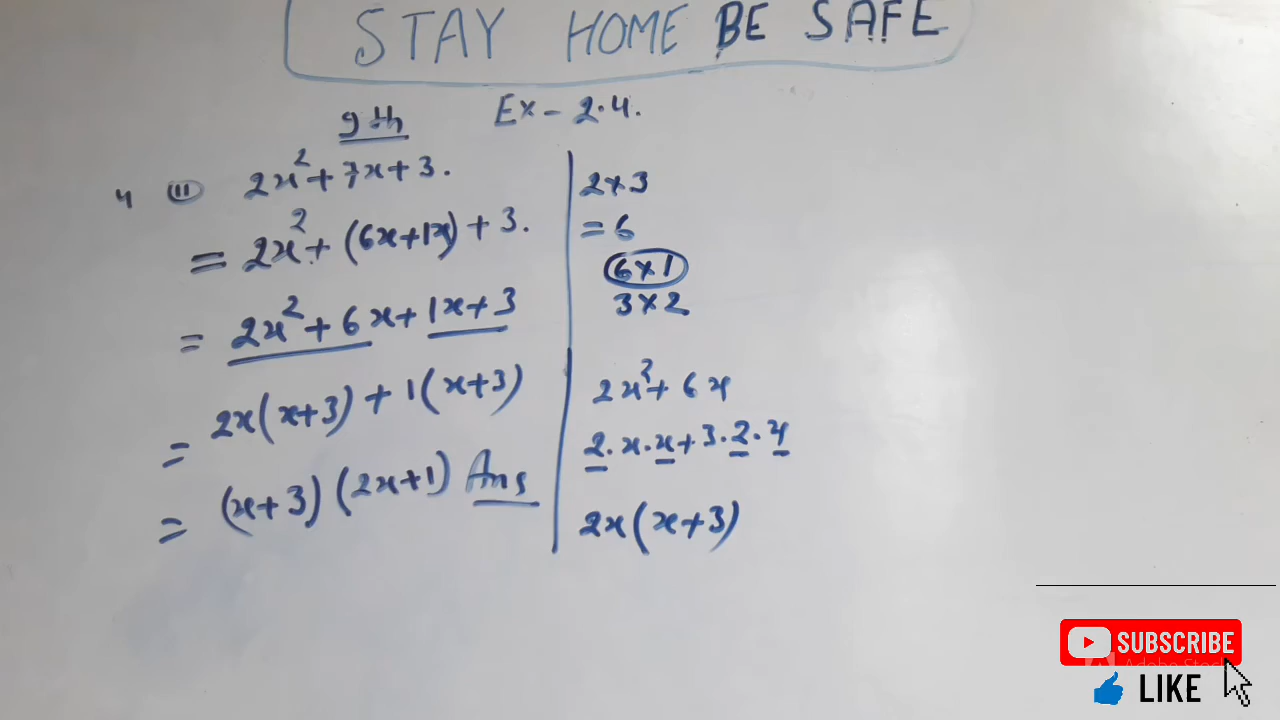 STAY HOME BE SAFE
9th Ex - 2.4.
4 (ii) 2x² + 7x + 3.
= 2x² + (6x+1x) + 3.
= 2x² + 6x + 1x + 3
= 2x(x+3) + 1(x+3)
= (x+3) (2x+1) Ans
2×3
= 6
6×1
3×2
2x² + 6x
2.x.x + 3.2.x
2x(x+3)
SUBSCRIBE
LIKE